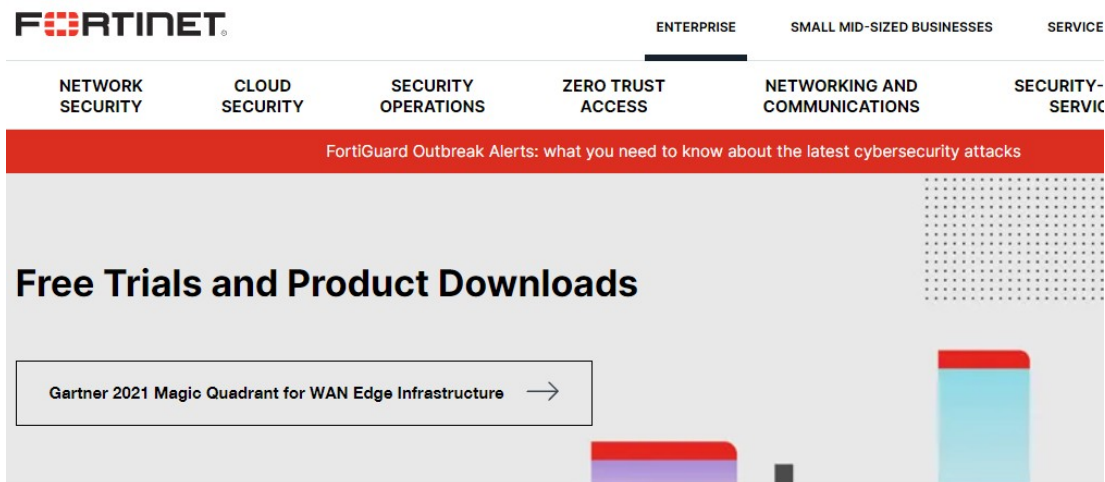 FORTINET
ENTERPRISE SMALL MID-SIZED BUSINESSES SERVICE
NETWORK SECURITY
CLOUD SECURITY
SECURITY OPERATIONS
ZERO TRUST ACCESS
NETWORKING AND COMMUNICATIONS
SECURITY-
FortiGuard Outbreak Alerts: what you need to know about the latest cybersecurity attacks
Free Trials and Product Downloads
Gartner 2021 Magic Quadrant for WAN Edge Infrastructure